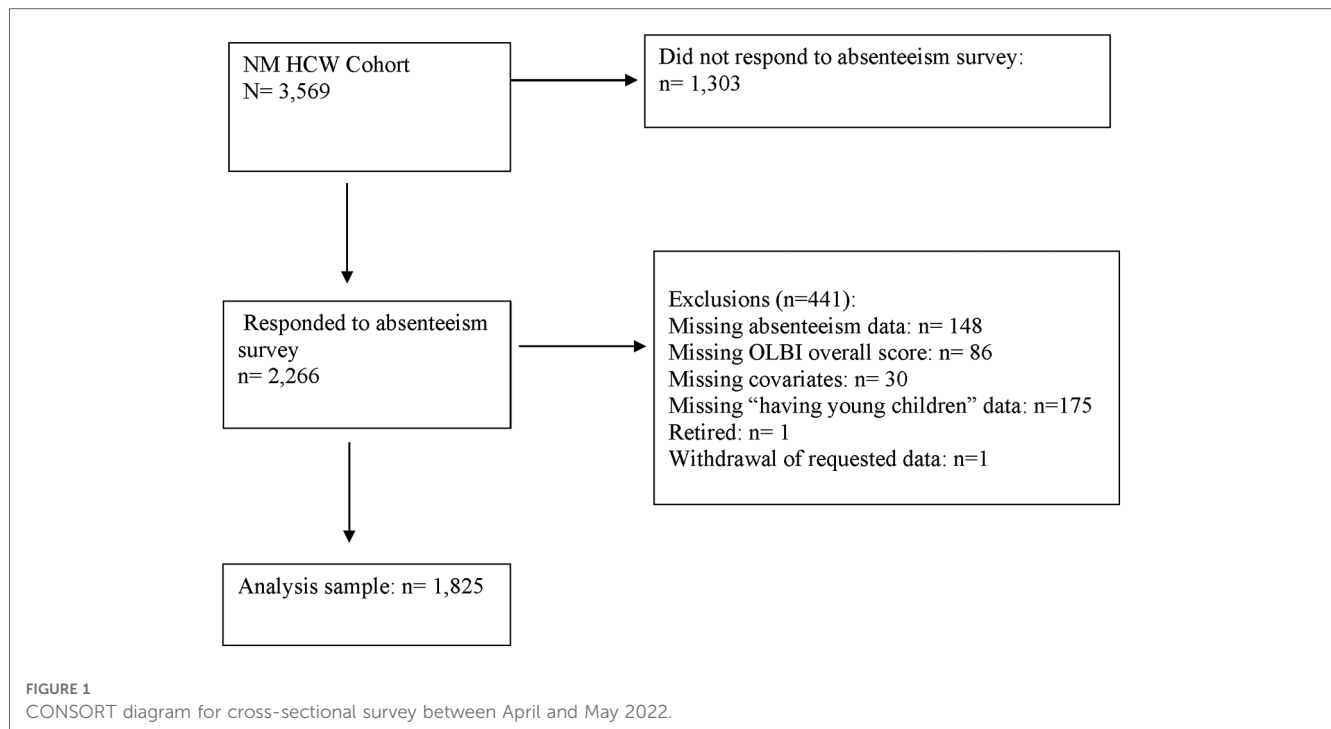 NM HCW Cohort
N= 3,569
Did not respond to absenteeism survey:
n= 1,303
Responded to absenteeism
survey
n= 2,266
Exclusions (n=441):
Missing absenteeism data: n= 148
Missing OLBI overall score: n= 86
Missing covariates: n= 30
Missing “having young children” data: n=175
Retired: n= 1
Withdrawal of requested data: n=1
Analysis sample: n= 1,825
FIGURE 1
CONSORT diagram for cross-sectional survey between April and May 2022.